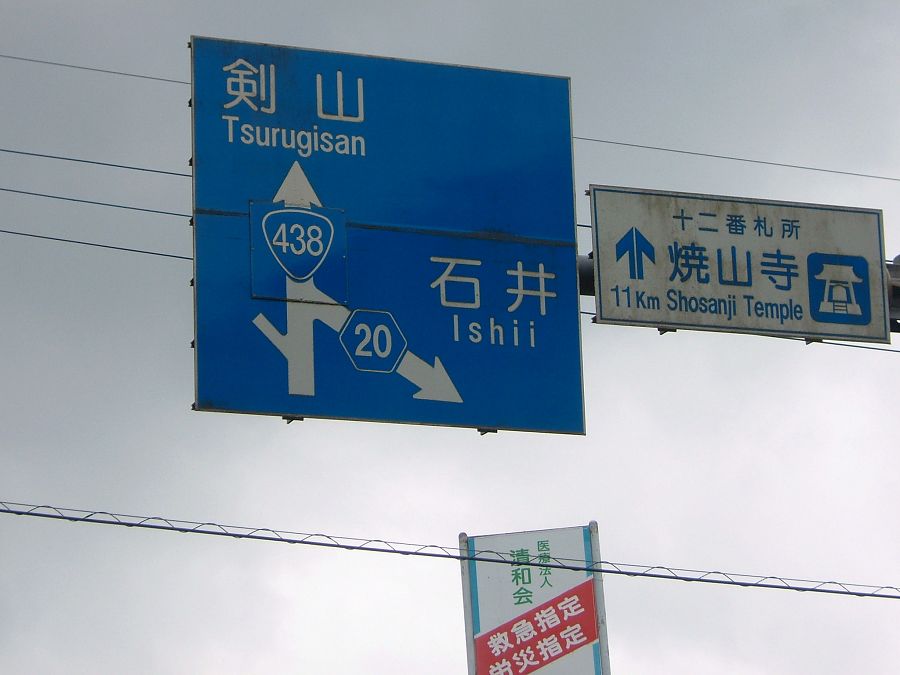 剣山
Tsurugisan
438
石井
Ishii
20
十二番札所
焼山寺
11Km Shosanji Temple
医療法人
清和会
救急指定
労災指定